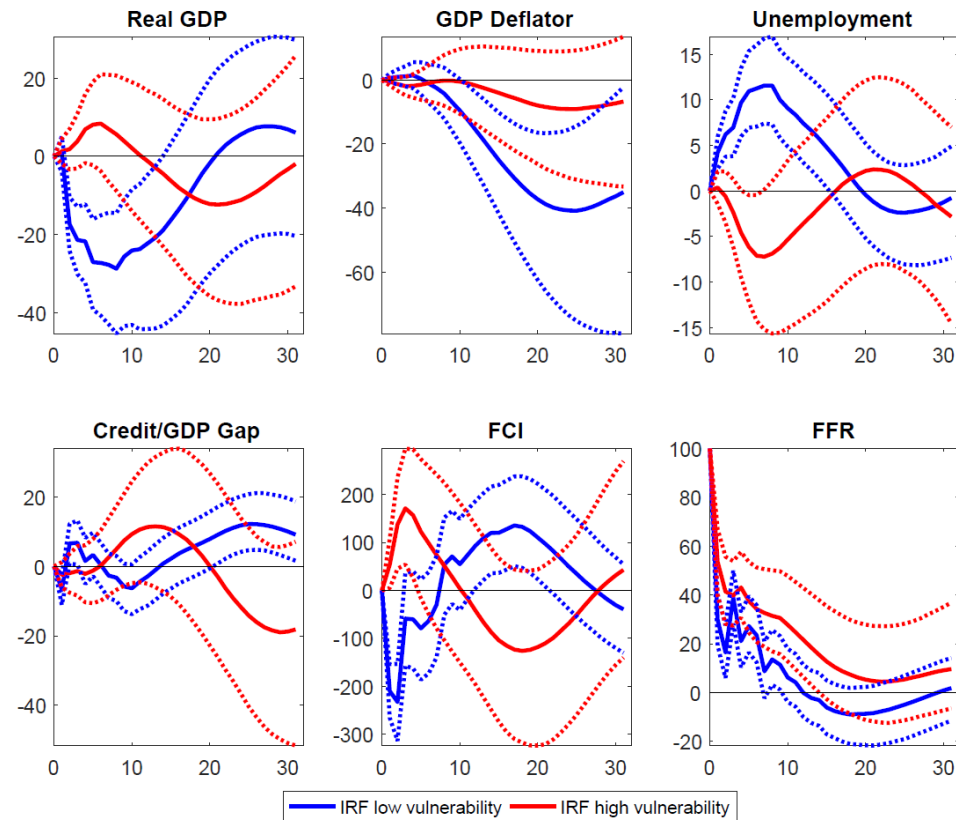 Real GDP
20
0
-20
-40
0 10 20 30
GDP Deflator
0
-20
-40
-60
0 10 20 30
Unemployment
15
10
5
0
-5
-10
-15
0 10 20 30
Credit/GDP Gap
20
0
-20
-40
0 10 20 30
FCI
200
100
0
-100
-200
-300
0 10 20 30
FFR
100
80
60
40
20
0
-20
0 10 20 30
IRF low vulnerability IRF high vulnerability